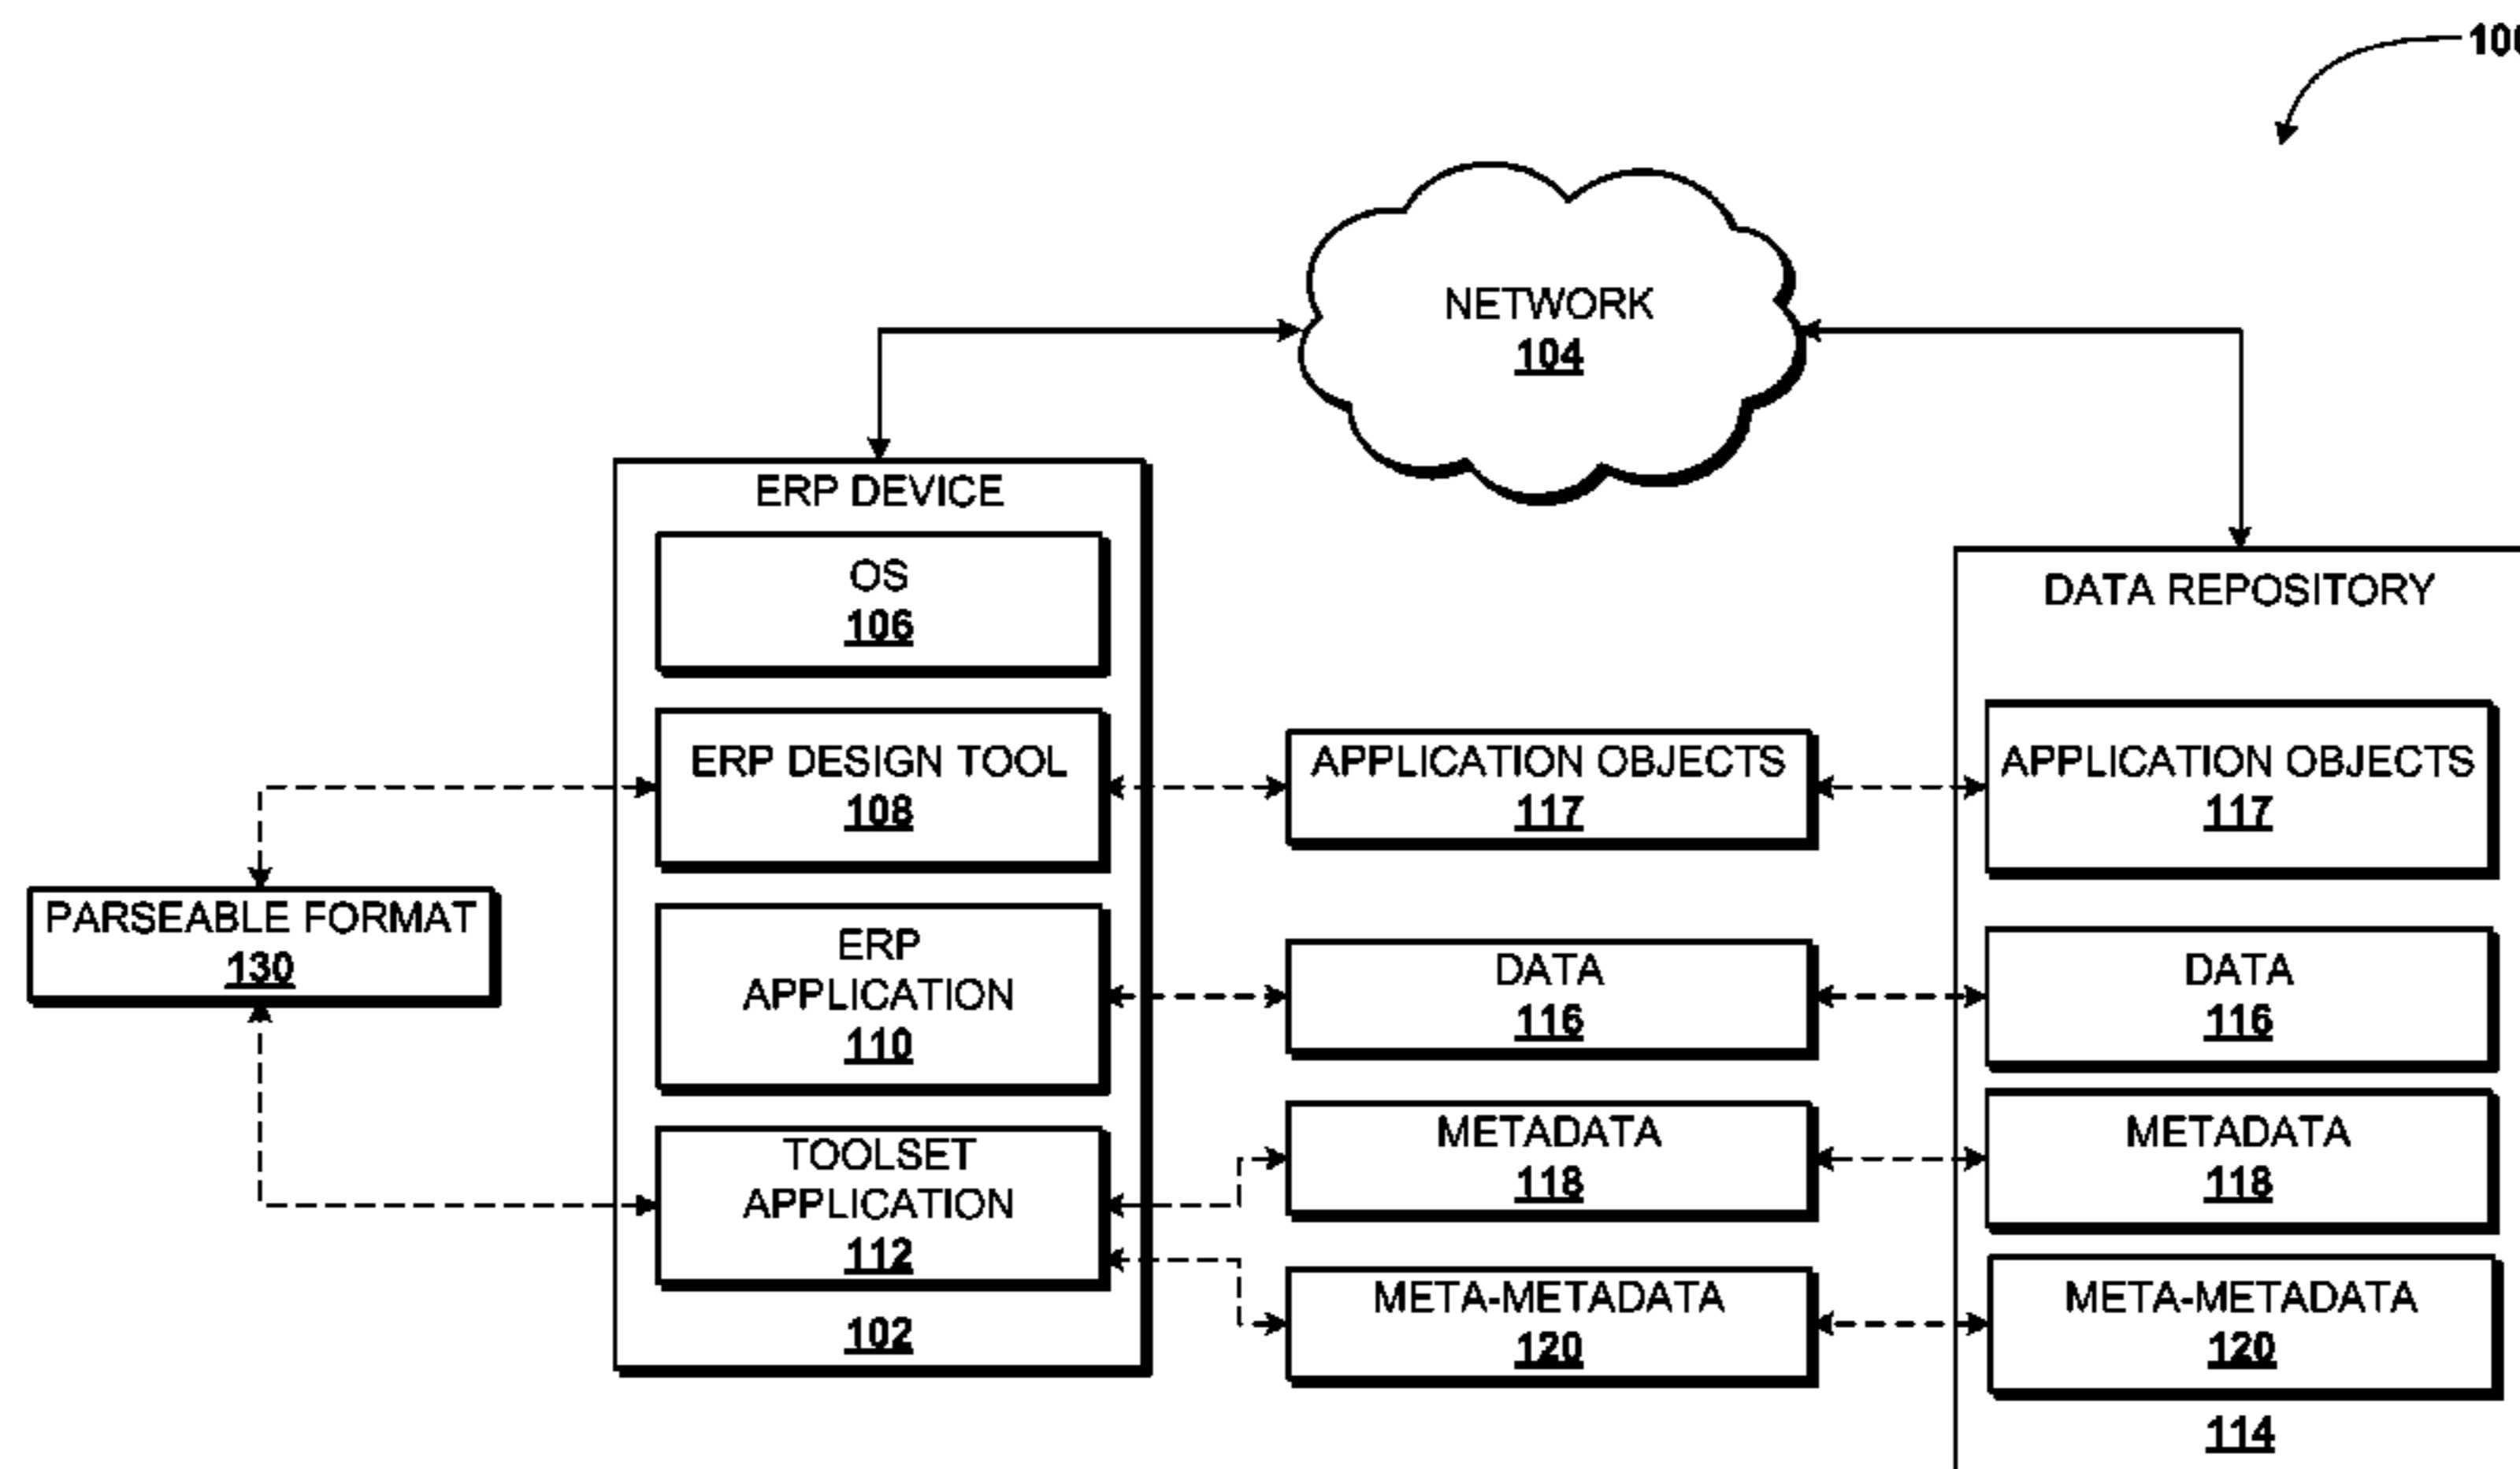 100
NETWORK
104
ERP DEVICE
OS
106
ERP DESIGN TOOL
108
ERP
APPLICATION
110
TOOLSET
APPLICATION
112
102
PARSEABLE FORMAT
130
APPLICATION OBJECTS
117
DATA
116
METADATA
118
META-METADATA
120
DATA REPOSITORY
APPLICATION OBJECTS
117
DATA
116
METADATA
118
META-METADATA
120
114